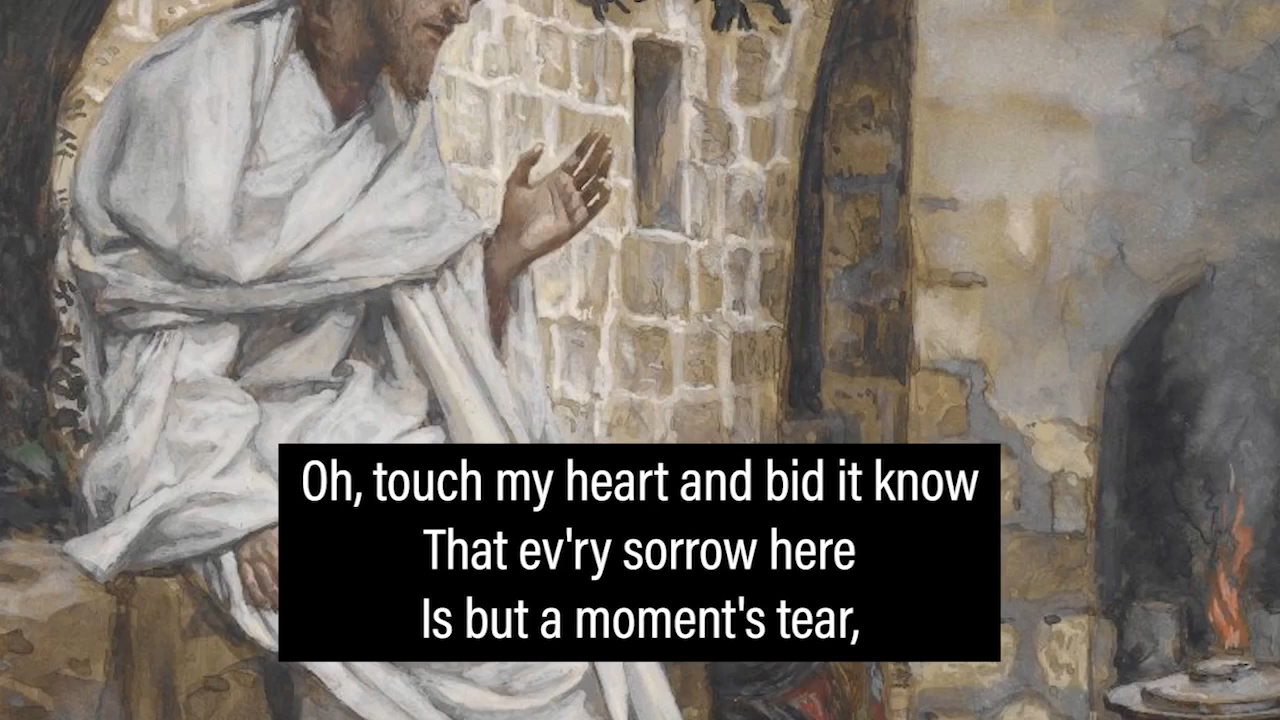 Oh, touch my heart and bid it know
That ev'ry sorrow here
Is but a moment's tear,